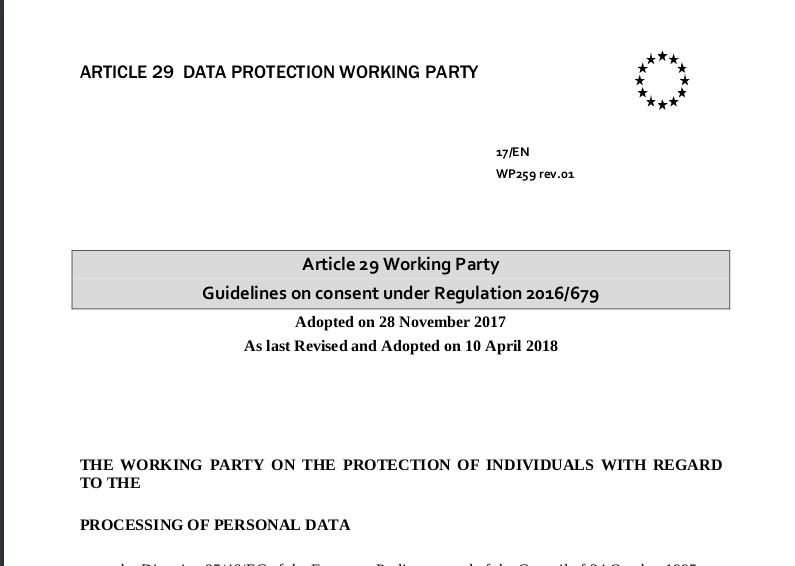 ARTICLE 29 DATA PROTECTION WORKING PARTY
17/EN
WP259 rev.01
Article 29 Working Party
Guidelines on consent under Regulation 2016/679
Adopted on 28 November 2017
As last Revised and Adopted on 10 April 2018
THE WORKING PARTY ON THE PROTECTION OF INDIVIDUALS WITH REGARD
TO THE
PROCESSING OF PERSONAL DATA